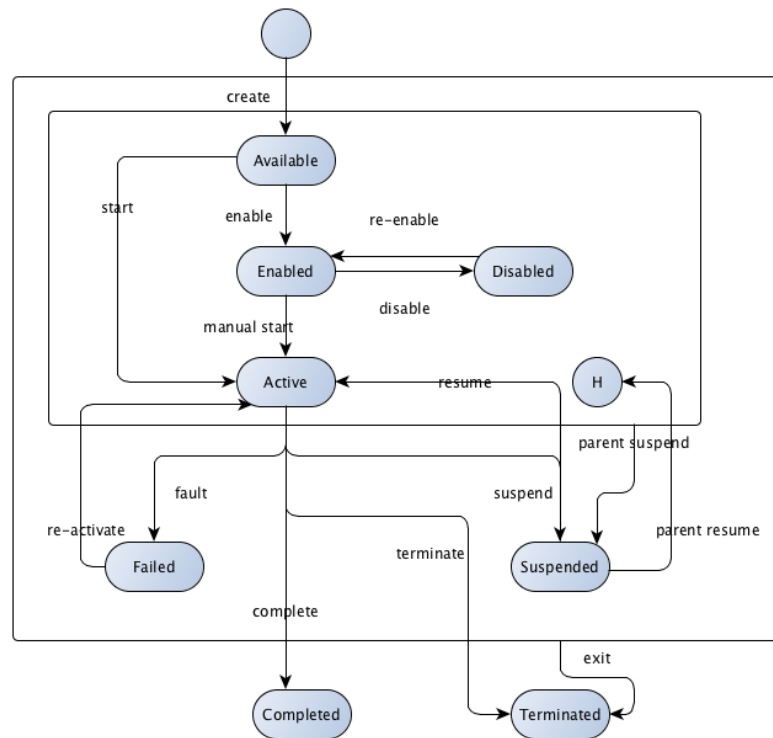 create
Available
start
enable
re-enable
Enabled
Disabled
disable
manual start
Active
resume
H
parent suspend
fault
suspend
re-activate
parent resume
terminate
Failed
Suspended
complete
exit
Completed
Terminated